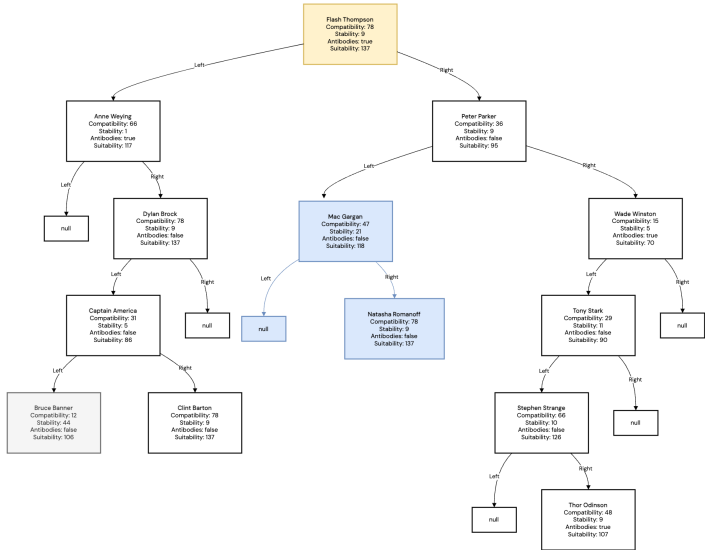 Flash Thompson
Compatibility: 78
Stability: 9
Antibodies: true
Suitability: 137
Left
Right
Anne Weying
Compatibility: 66
Stability: 1
Antibodies: true
Suitability: 117
Peter Parker
Compatibility: 36
Stability: 9
Antibodies: false
Suitability: 95
Left
Right
Left
Right
null
Dylan Brock
Compatibility: 78
Stability: 9
Antibodies: false
Suitability: 137
Mac Gargan
Compatibility: 47
Stability: 21
Antibodies: false
Suitability: 118
Wade Winston
Compatibility: 15
Stability: 5
Antibodies: true
Suitability: 70
Left
Right
Left
Right
Left
Right
Captain America
Compatibility: 31
Stability: 5
Antibodies: false
Suitability: 86
null
null
Natasha Romanoff
Compatibility: 78
Stability: 9
Antibodies: false
Suitability: 137
Tony Stark
Compatibility: 29
Stability: 11
Antibodies: false
Suitability: 90
null
Left
Right
Left
Right
Bruce Banner
Compatibility: 12
Stability: 44
Antibodies: false
Suitability: 106
Clint Barton
Compatibility: 78
Stability: 9
Antibodies: false
Suitability: 137
Stephen Strange
Compatibility: 66
Stability: 10
Antibodies: false
Suitability: 126
null
Left
Right
null
Thor Odinson
Compatibility: 48
Stability: 9
Antibodies: true
Suitability: 107